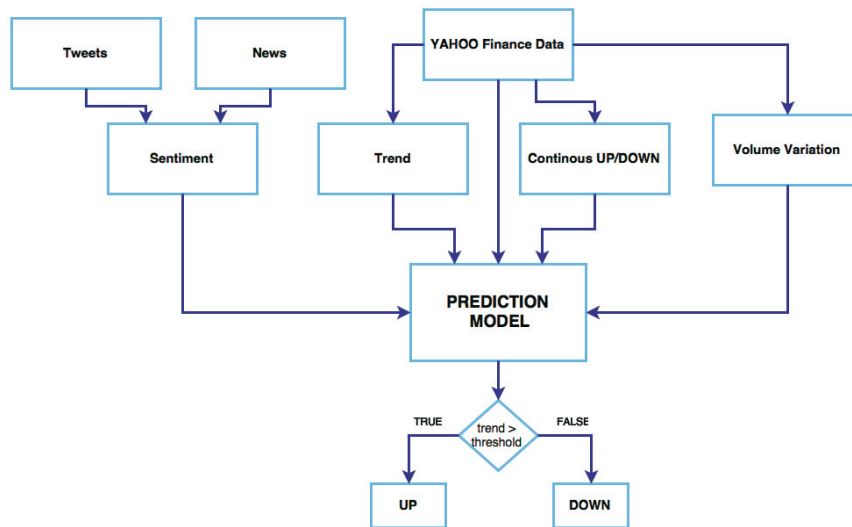 Tweets
News
YAHOO Finance Data
Sentiment
Trend
Continous UP/DOWN
Volume Variation
PREDICTION
MODEL
TRUE
FALSE
trend >
threshold
UP
DOWN